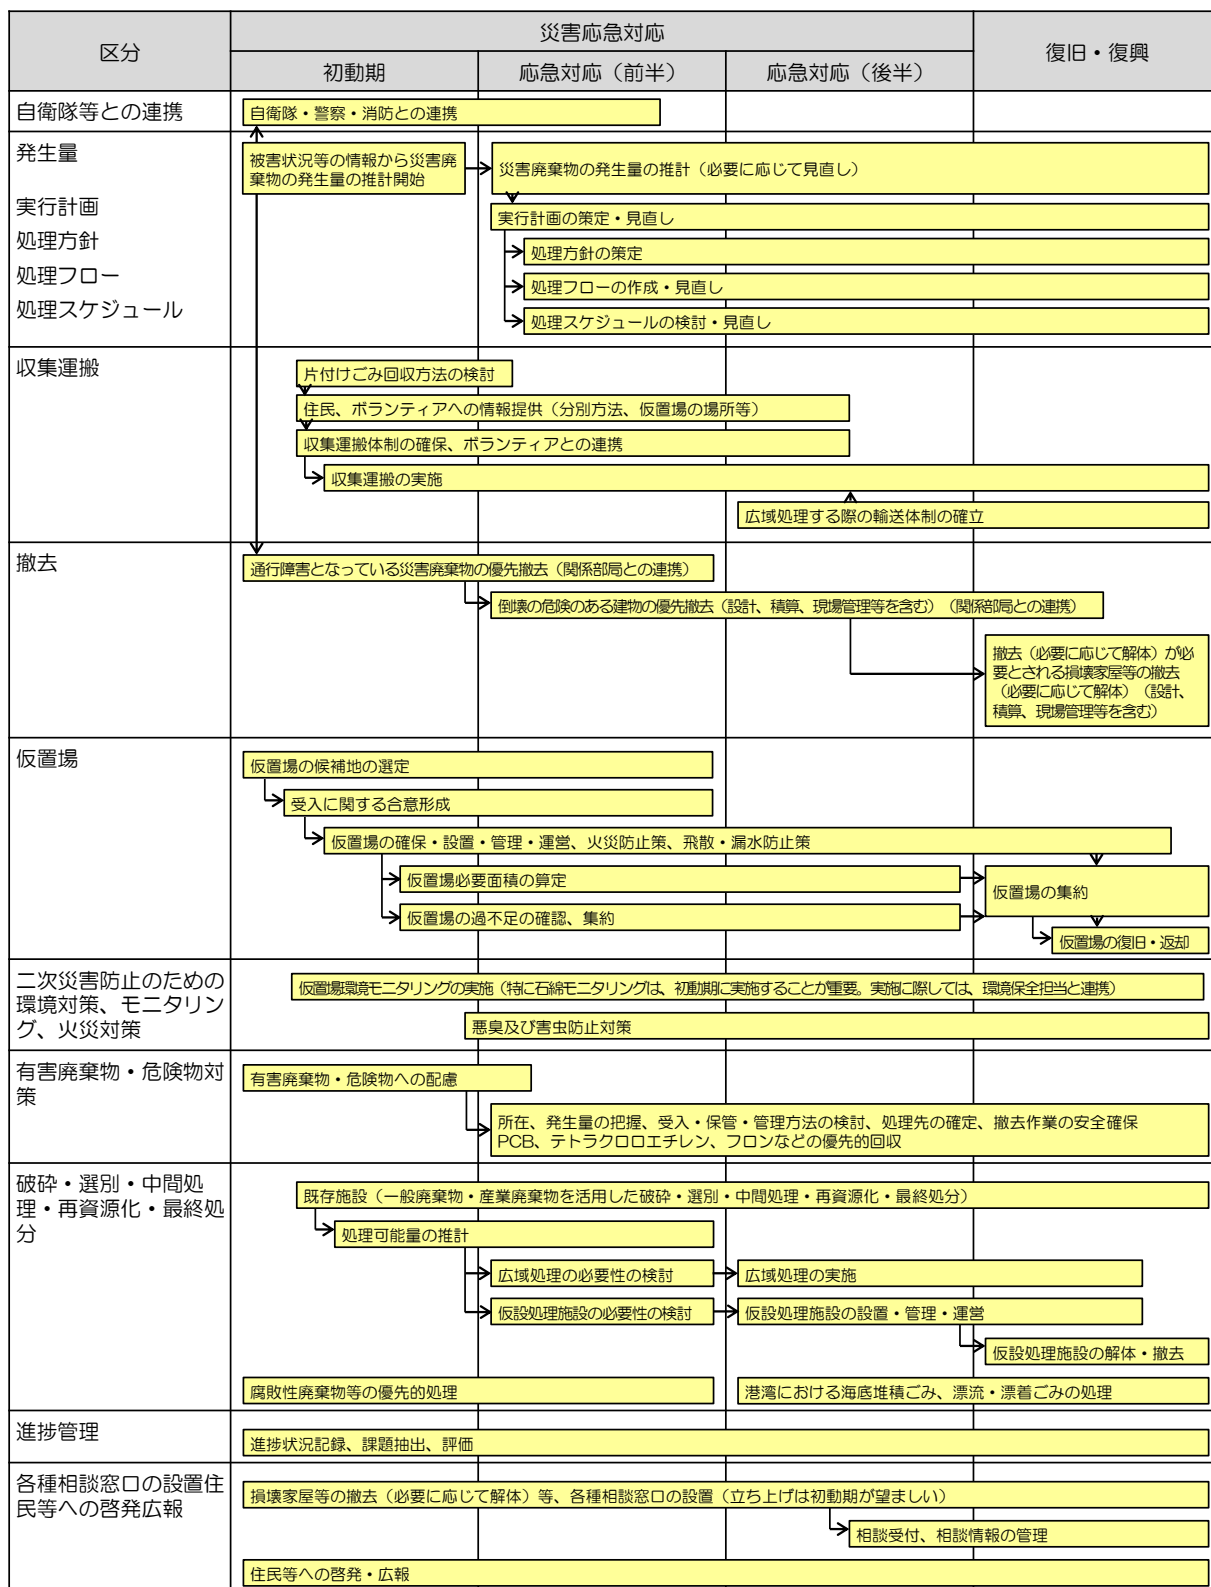 区分
災害応急対応
復旧・復興
初動期
応急対応（前半）
応急対応（後半）
自衛隊等との連携
自衛隊・警察・消防との連携
発生量
被害状況等の情報から災害廃
棄物の発生量の推計開始
災害廃棄物の発生量の推計（必要に応じて見直し）
実行計画
実行計画の策定・見直し
処理方針
処理方針の策定
処理フロー
処理フローの作成・見直し
処理スケジュール
処理スケジュールの検討・見直し
収集運搬
片付けごみ回収方法の検討
住民、ボランティアへの情報提供（分別方法、仮置場の場所等）
収集運搬体制の確保、ボランティアとの連携
収集運搬の実施
広域処理する際の輸送体制の確立
撤去
通行障害となっている災害廃棄物の優先撤去（関係部局との連携）
倒壊の危険のある建物の優先撤去（設計、積算、現場管理等を含む）（関係部局との連携）
撤去（必要に応じて解体）が必
要とされる損壊家屋等の撤去
（必要に応じて解体）（設計、
積算、現場管理等を含む）
仮置場
仮置場の候補地の選定
受入に関する合意形成
仮置場の確保・設置・管理・運営、火災防止策、飛散・漏水防止策
仮置場必要面積の算定
仮置場の集約
仮置場の過不足の確認、集約
仮置場の復旧・返却
二次災害防止のための
環境対策、モニタリン
グ、火災対策
仮置場環境モニタリングの実施（特に石綿モニタリングは、初動期に実施することが重要。実施に際しては、環境保全担当と連携）
悪臭及び害虫防止対策
有害廃棄物・危険物対
策
有害廃棄物・危険物への配慮
所在、発生量の把握、受入・保管・管理方法の検討、処理先の確定、撤去作業の安全確保
PCB、テトラクロロエチレン、フロンなどの優先的回収
破砕・選別・中間処
理・再資源化・最終処
分
既存施設（一般廃棄物・産業廃棄物を活用した破砕・選別・中間処理・再資源化・最終処分）
処理可能量の推計
広域処理の必要性の検討
広域処理の実施
仮設処理施設の必要性の検討
仮設処理施設の設置・管理・運営
仮設処理施設の解体・撤去
腐敗性廃棄物等の優先的処理
港湾における海底堆積ごみ、漂流・漂着ごみの処理
進捗管理
進捗状況記録、課題抽出、評価
各種相談窓口の設置住
民等への啓発広報
損壊家屋等の撤去（必要に応じて解体）等、各種相談窓口の設置（立ち上げは初動期が望ましい）
相談受付、相談情報の管理
住民等への啓発・広報